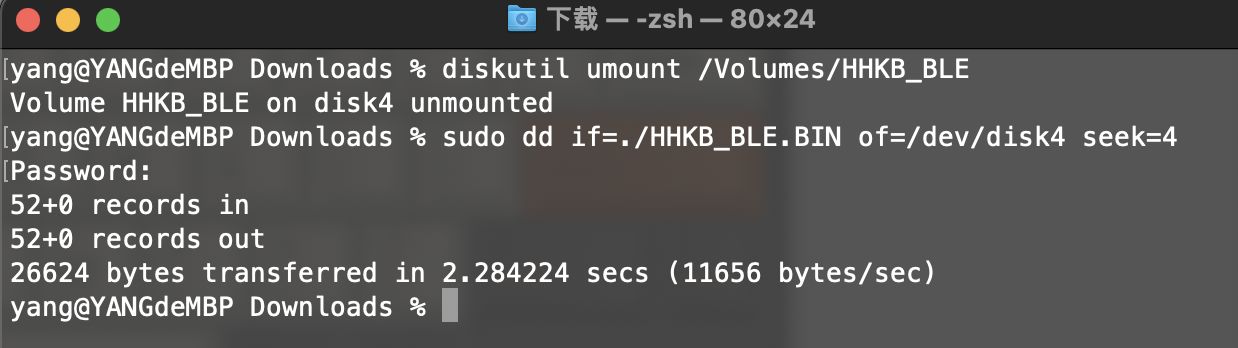 下载 — -zsh — 80×24
[yang@YANGdeMBP Downloads % diskutil umount /Volumes/HHKB_BLE
Volume HHKB_BLE on disk4 unmounted
[yang@YANGdeMBP Downloads % sudo dd if=./HHKB_BLE.BIN of=/dev/disk4 seek=4
[Password:
52+0 records in
52+0 records out
26624 bytes transferred in 2.284224 secs (11656 bytes/sec)
yang@YANGdeMBP Downloads %